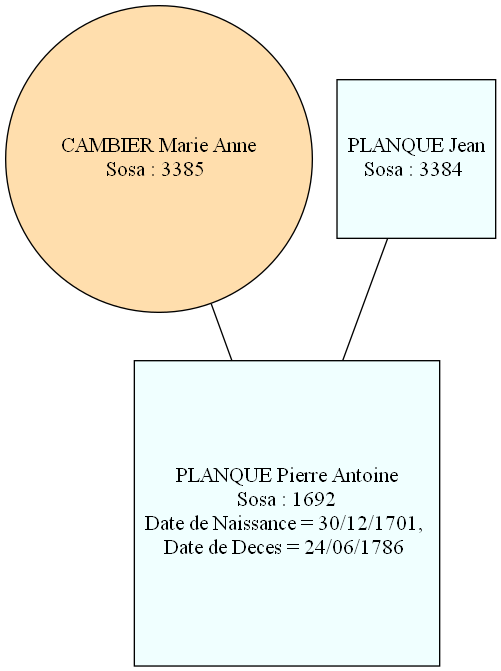 CAMBIER Marie Anne
Sosa : 3385
PLANQUE Jean
Sosa : 3384
PLANQUE Pierre Antoine
Sosa : 1692
Date de Naissance = 30/12/1701,
Date de Deces = 24/06/1786